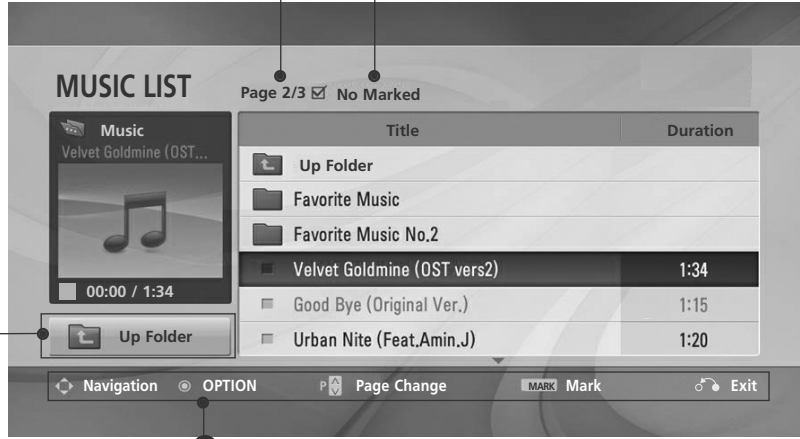 MUSIC LIST
Page 2/3 No Marked
Music
Velvet Goldmine (OST...
00:00 / 1:34
Up Folder
Title Duration
Up Folder
Favorite Music
Favorite Music No.2
Velvet Goldmine (OST vers2) 1:34
Good Bye (Original Ver.) 1:15
Urban Nite (Feat.Amin.J) 1:20
Navigation OPTION P Page Change MARK Mark Exit